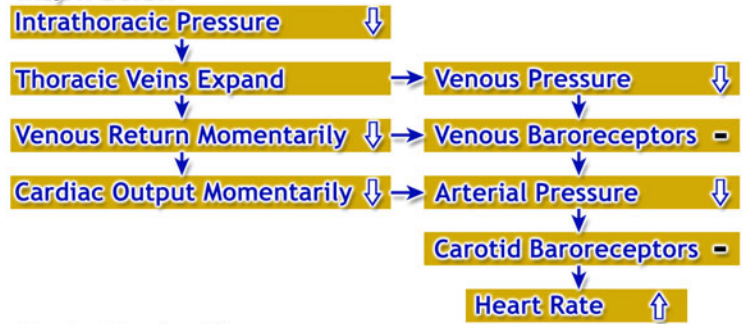 Intrathoracic Pressure
Thoracic Veins Expand
Venous Pressure
Venous Return Momentarily
Venous Baroreceptors -
Cardiac Output Momentarily
Arterial Pressure
Carotid Baroreceptors -
Heart Rate